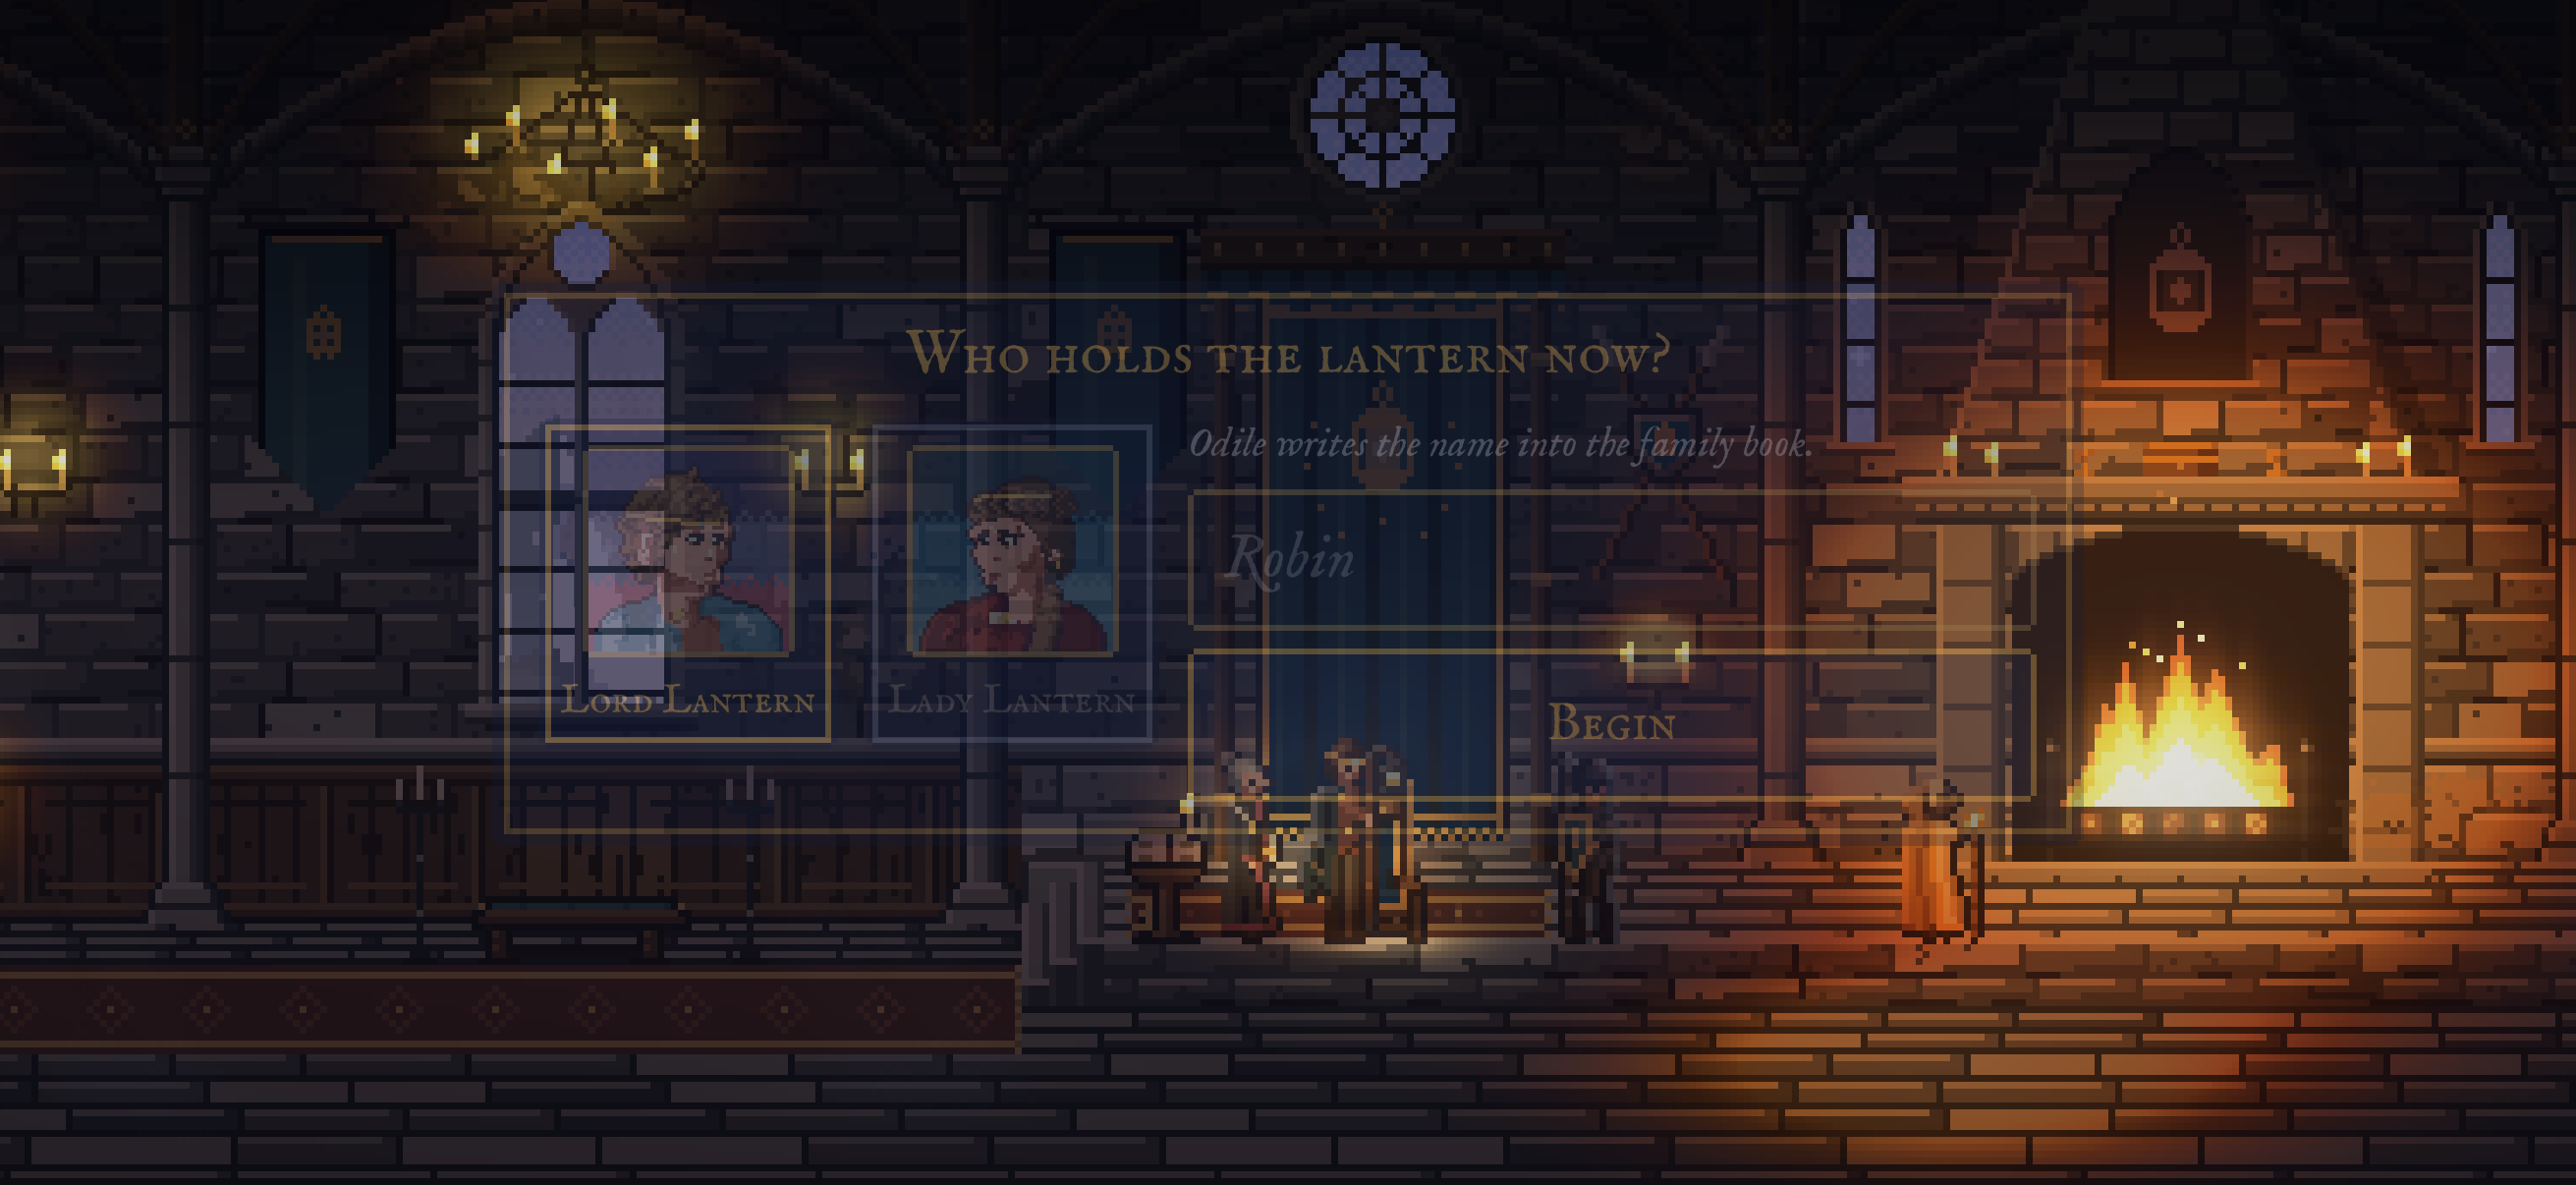 Who holds the lantern now?
Odile writes the name into the family book.
Robin
Lord Lantern
Lady Lantern
Begin